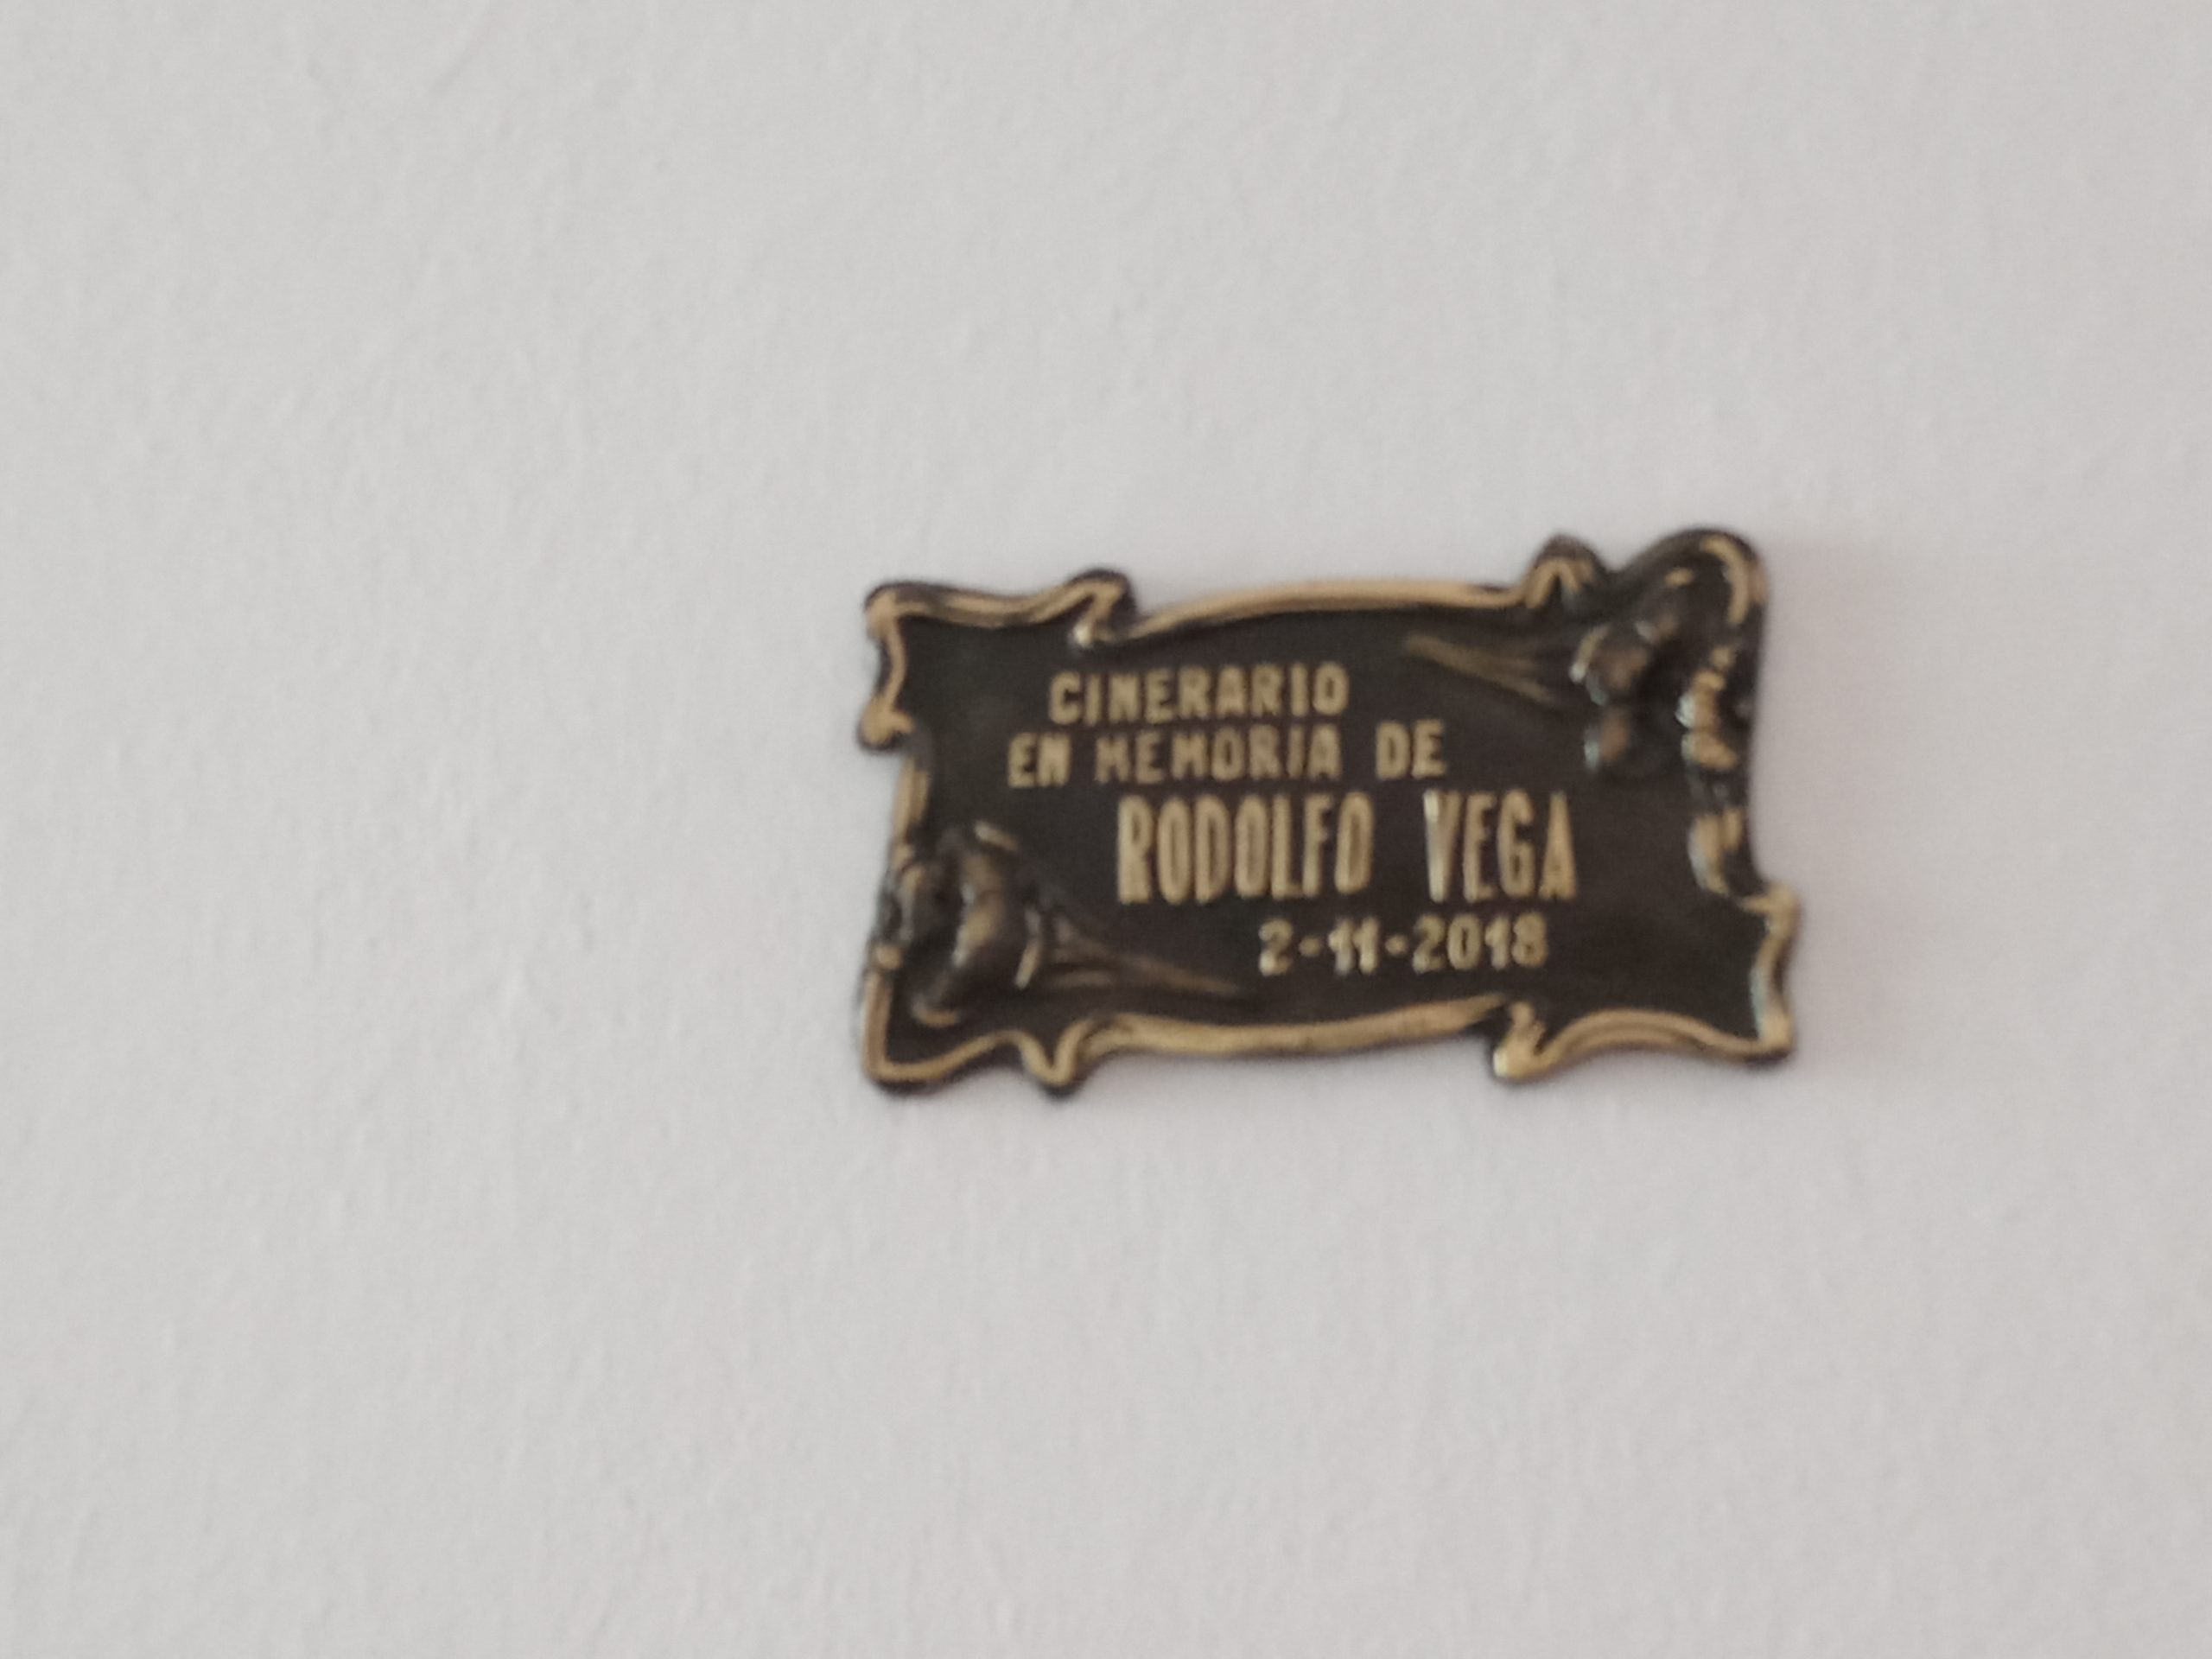 CINERARIO
EN MEMORIA DE
RODOLFO VEGA
2-11-2018